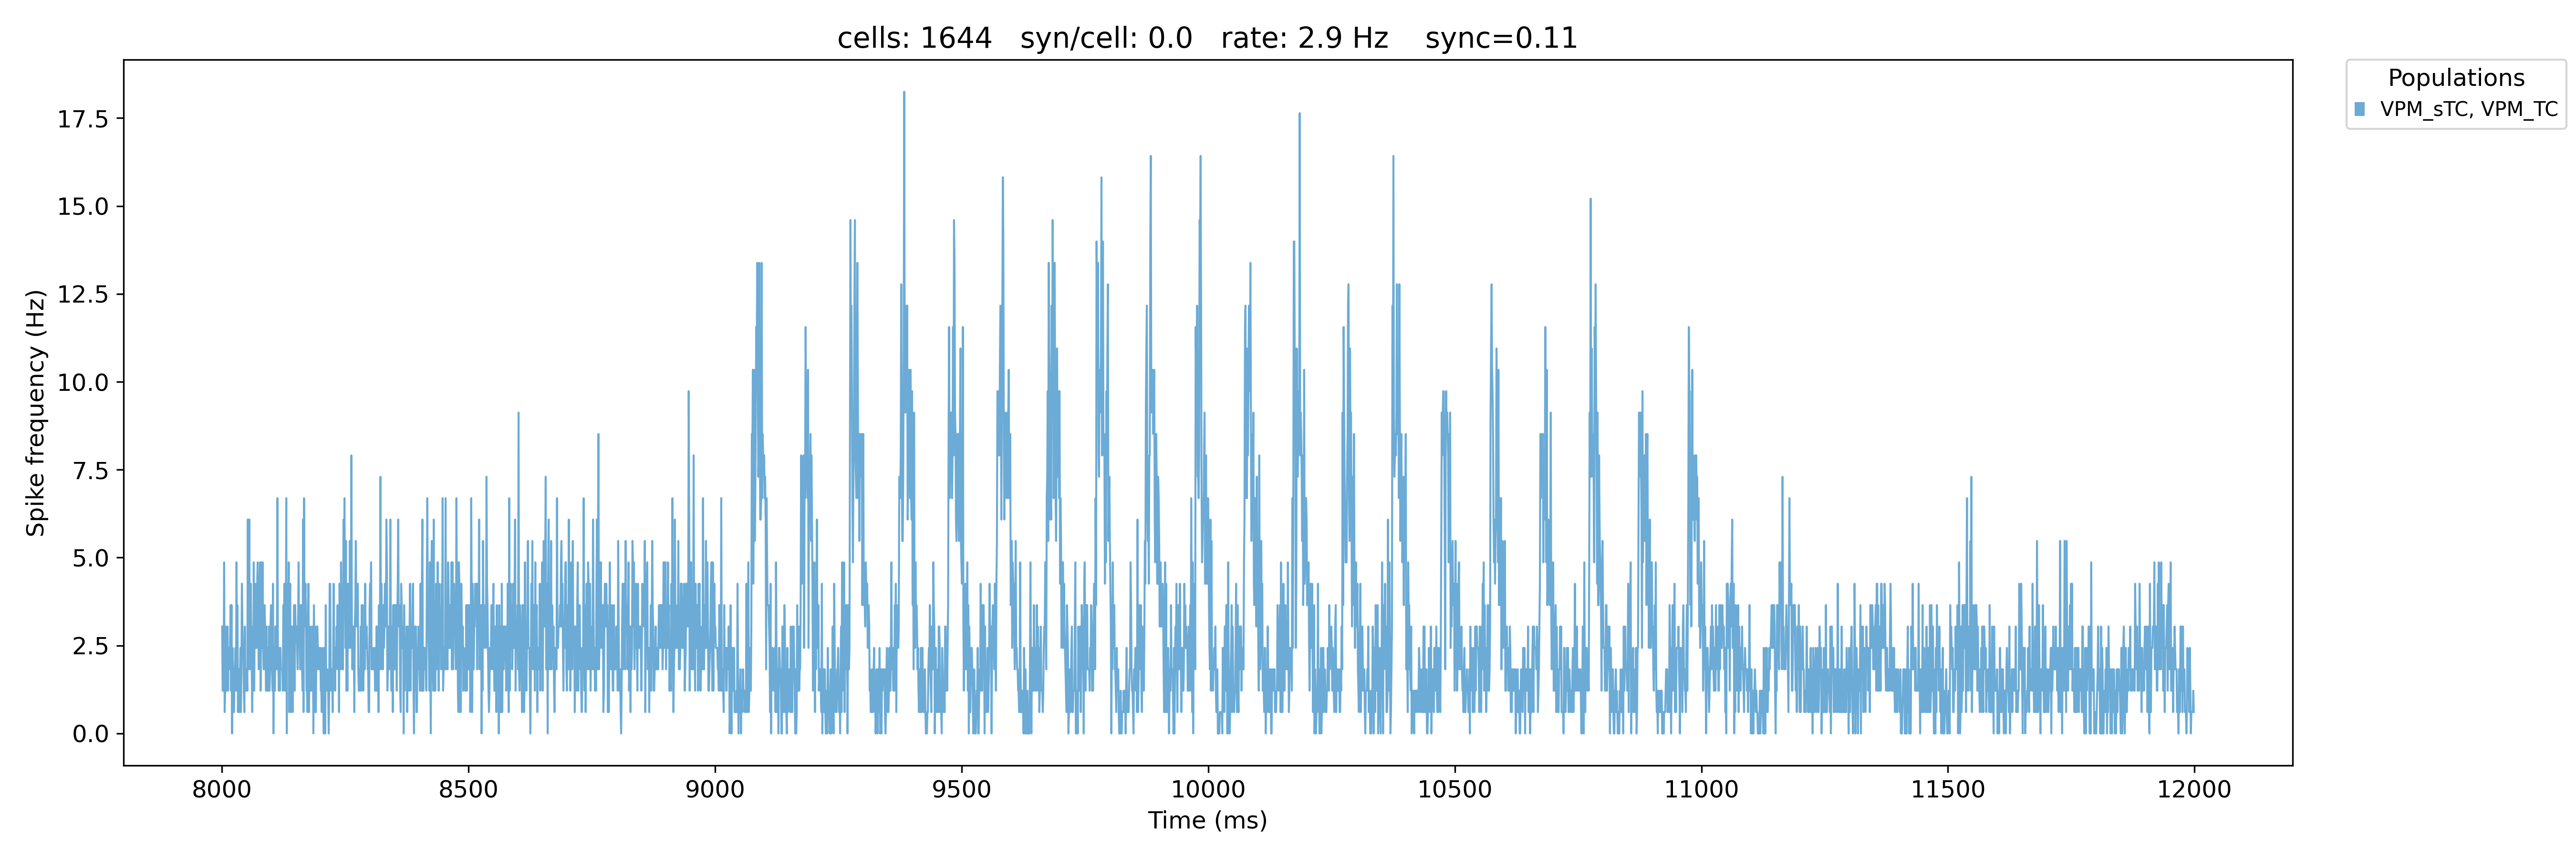 cells: 1644   syn/cell: 0.0   rate: 2.9 Hz    sync=0.11
Populations
VPM_sTC, VPM_TC
Spike frequency (Hz)
17.5
15.0
12.5
10.0
7.5
5.0
2.5
0.0
8000 8500 9000 9500 10000 10500 11000 11500 12000
Time (ms)